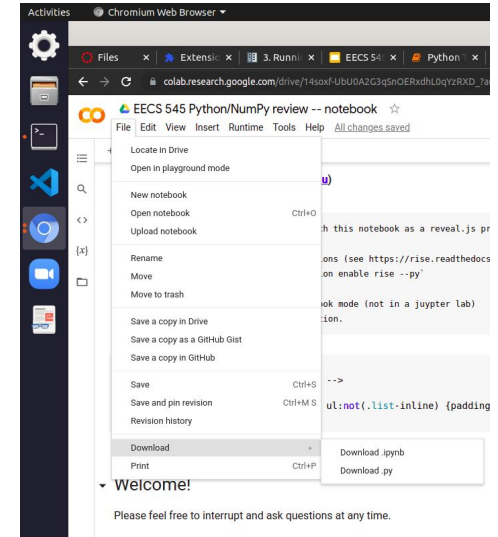 Activities Chromium Web Browser
Files × Extensio × 3. Runni × EECS 54 × Python ×
colab.research.google.com/drive/14soxf-UbU0A2G3qSnOERxdhL0qYzRXD_?a
EECS 545 Python/NumPy review -- notebook
File Edit View Insert Runtime Tools Help All changes saved
Locate in Drive
Open in playground mode
u)
New notebook
Open notebook Ctrl+O
Upload notebook
h this notebook as a reveal.js pr
Rename
ons (see https://rise.readthedocs
Move
on enable rise --py`
Move to trash
ok mode (not in a juypter lab)
Save a copy in Drive
ion.
Save a copy as a GitHub Gist
Save a copy in GitHub
Save Ctrl+S
-->
Save and pin revision Ctrl+M S
ul:not(.list-inline) {padding
Revision history
Download
Download .ipynb
Print Ctrl+P
Download .py
Welcome!
Please feel free to interrupt and ask questions at any time.